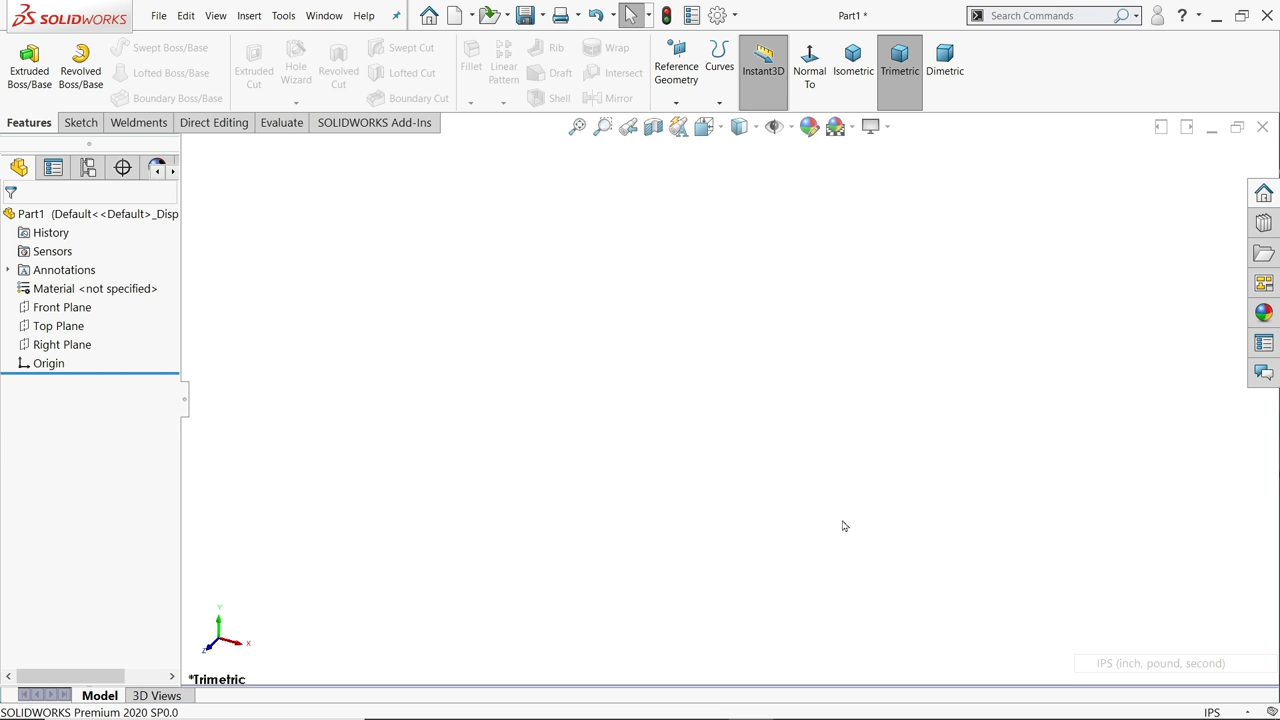 SOLIDWORKS File Edit View Insert Tools Window Help Part1 * Search Commands ?
Extruded Boss/Base
Revolved Boss/Base
Swept Boss/Base
Lofted Boss/Base
Boundary Boss/Base
Extruded Cut
Hole Wizard
Revolved Cut
Swept Cut
Lofted Cut
Boundary Cut
Fillet
Linear Pattern
Rib
Draft
Shell
Wrap
Intersect
Mirror
Reference Geometry
Curves
Instant3D
Normal To
Isometric
Trimetric
Dimetric
Features Sketch Weldments Direct Editing Evaluate SOLIDWORKS Add-Ins
Part1 (Default<<Default>_Disp
History
Sensors
Annotations
Material <not specified>
Front Plane
Top Plane
Right Plane
Origin
Y
X
Z
*Trimetric
IPS (inch, pound, second)
Model 3D Views
SOLIDWORKS Premium 2020 SP0.0 IPS